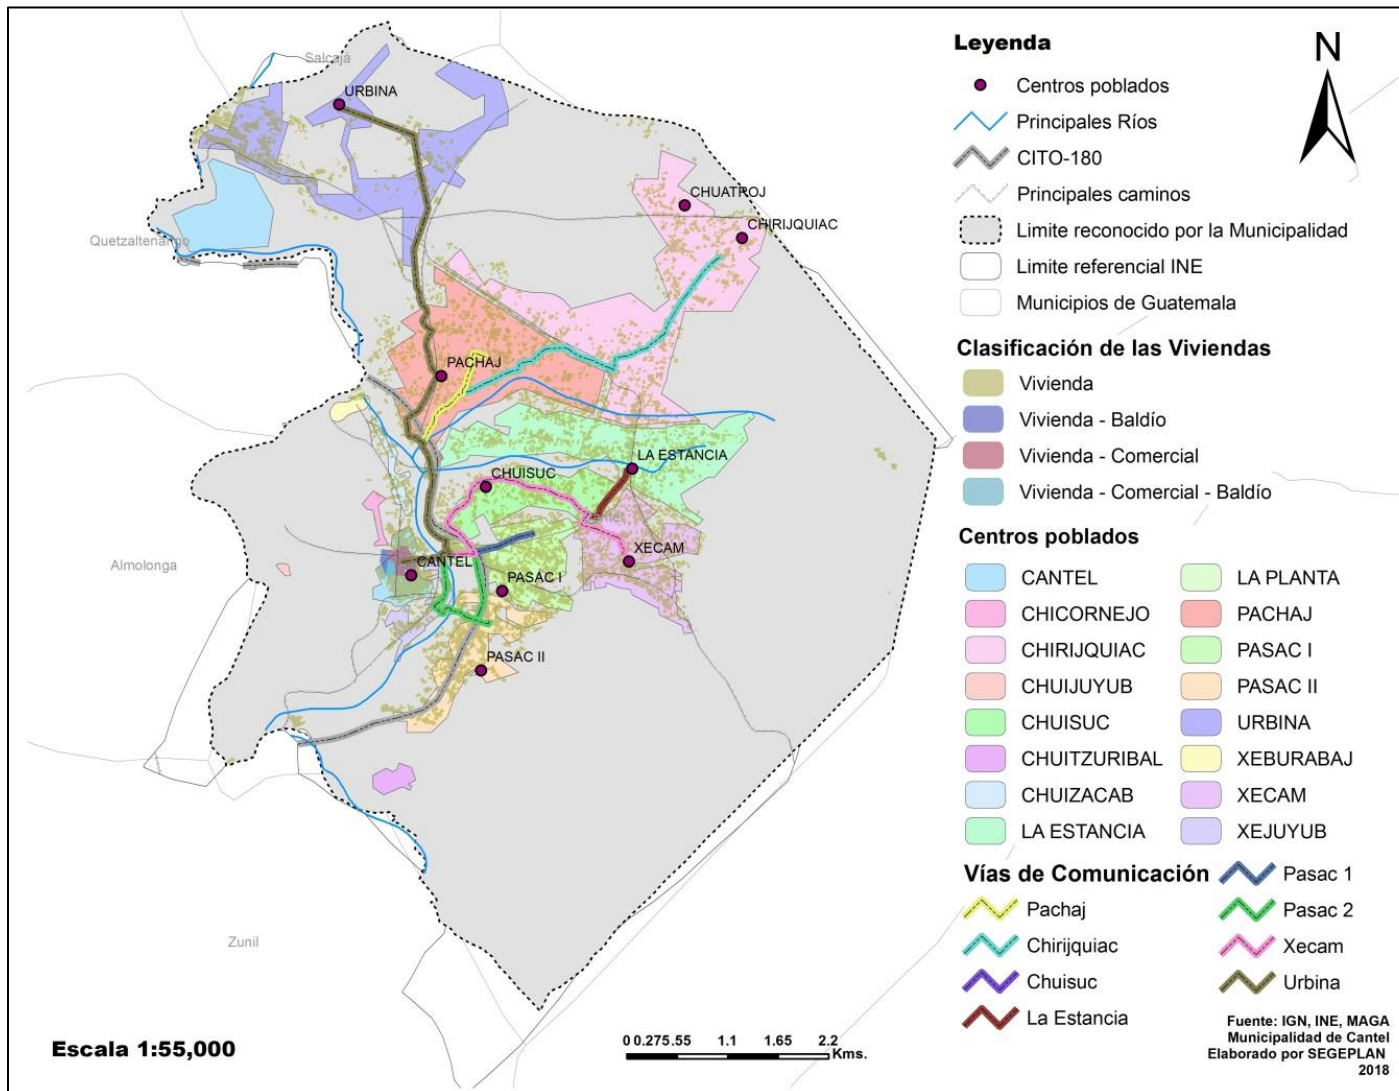 Salcajá
URBINA
CHUATROJ
CHIRIJQUIAC
Quetzaltenango
PACHAJ
LA ESTANCIA
CHUISUC
XECAM
CANTEL
PASAC I
Almolonga
PASAC II
Zunil
Escala 1:55,000
0 0.275.55 1.1 1.65 2.2
Kms.
N
Leyenda
Centros poblados
Principales Ríos
CITO-180
Principales caminos
Limite reconocido por la Municipalidad
Limite referencial INE
Municipios de Guatemala
Clasificación de las Viviendas
Vivienda
Vivienda - Baldío
Vivienda - Comercial
Vivienda - Comercial - Baldío
Centros poblados
CANTEL
CHICORNEJO
CHIRIJQUIAC
CHUIJUYUB
CHUISUC
CHUITZURIBAL
CHUIZACAB
LA ESTANCIA
LA PLANTA
PACHAJ
PASAC I
PASAC II
URBINA
XEBURABAJ
XECAM
XEJUYUB
Vías de Comunicación
Pachaj
Chirijquiac
Chuisuc
La Estancia
Pasac 1
Pasac 2
Xecam
Urbina
Fuente: IGN, INE, MAGA
Municipalidad de Cantel
Elaborado por SEGEPLAN
2018